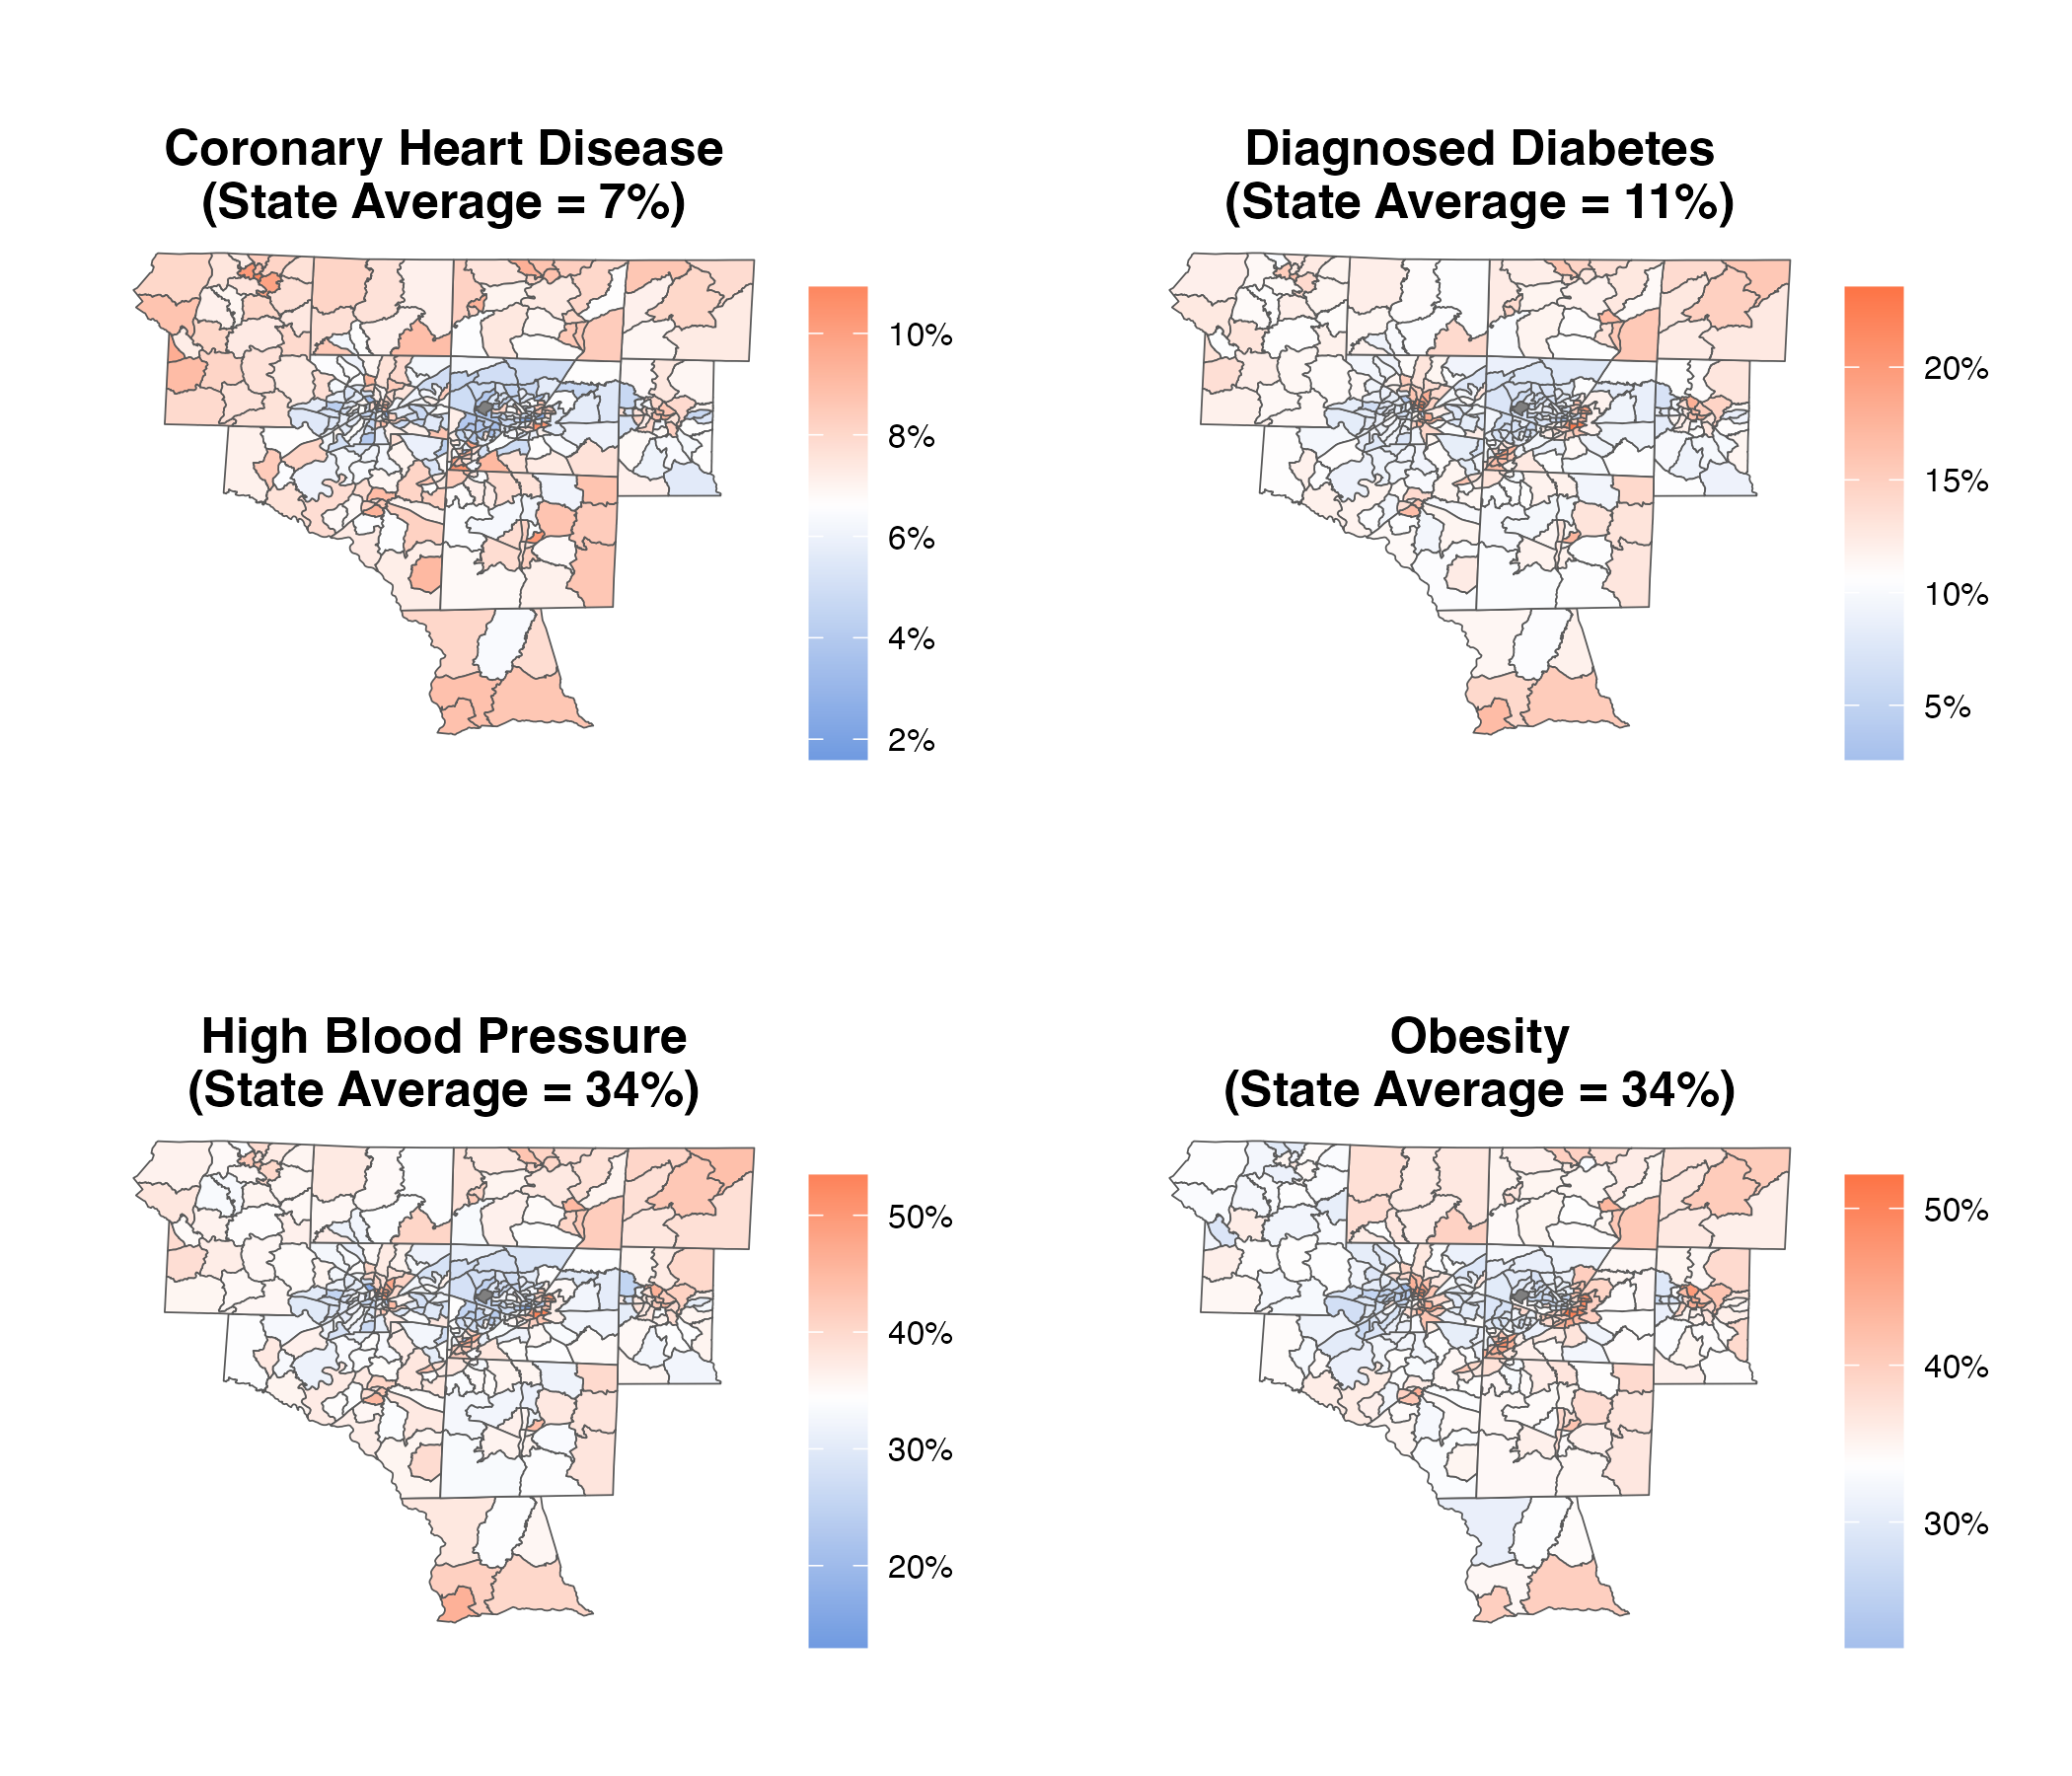 Coronary Heart Disease
(State Average = 7%)
10%
8%
6%
4%
2%
Diagnosed Diabetes
(State Average = 11%)
20%
15%
10%
5%
High Blood Pressure
(State Average = 34%)
50%
40%
30%
20%
Obesity
(State Average = 34%)
50%
40%
30%